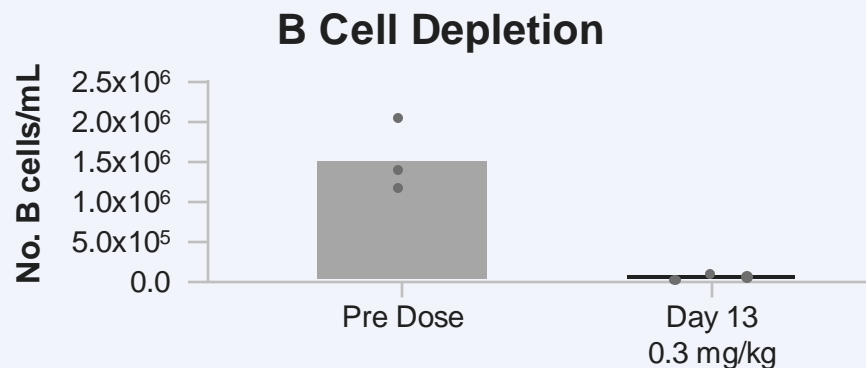 B Cell Depletion
No. B cells/mL
2.5x10⁶
2.0x10⁶
1.5x10⁶
1.0x10⁶
5.0x10⁵
0.0
Pre Dose
Day 13
0.3 mg/kg